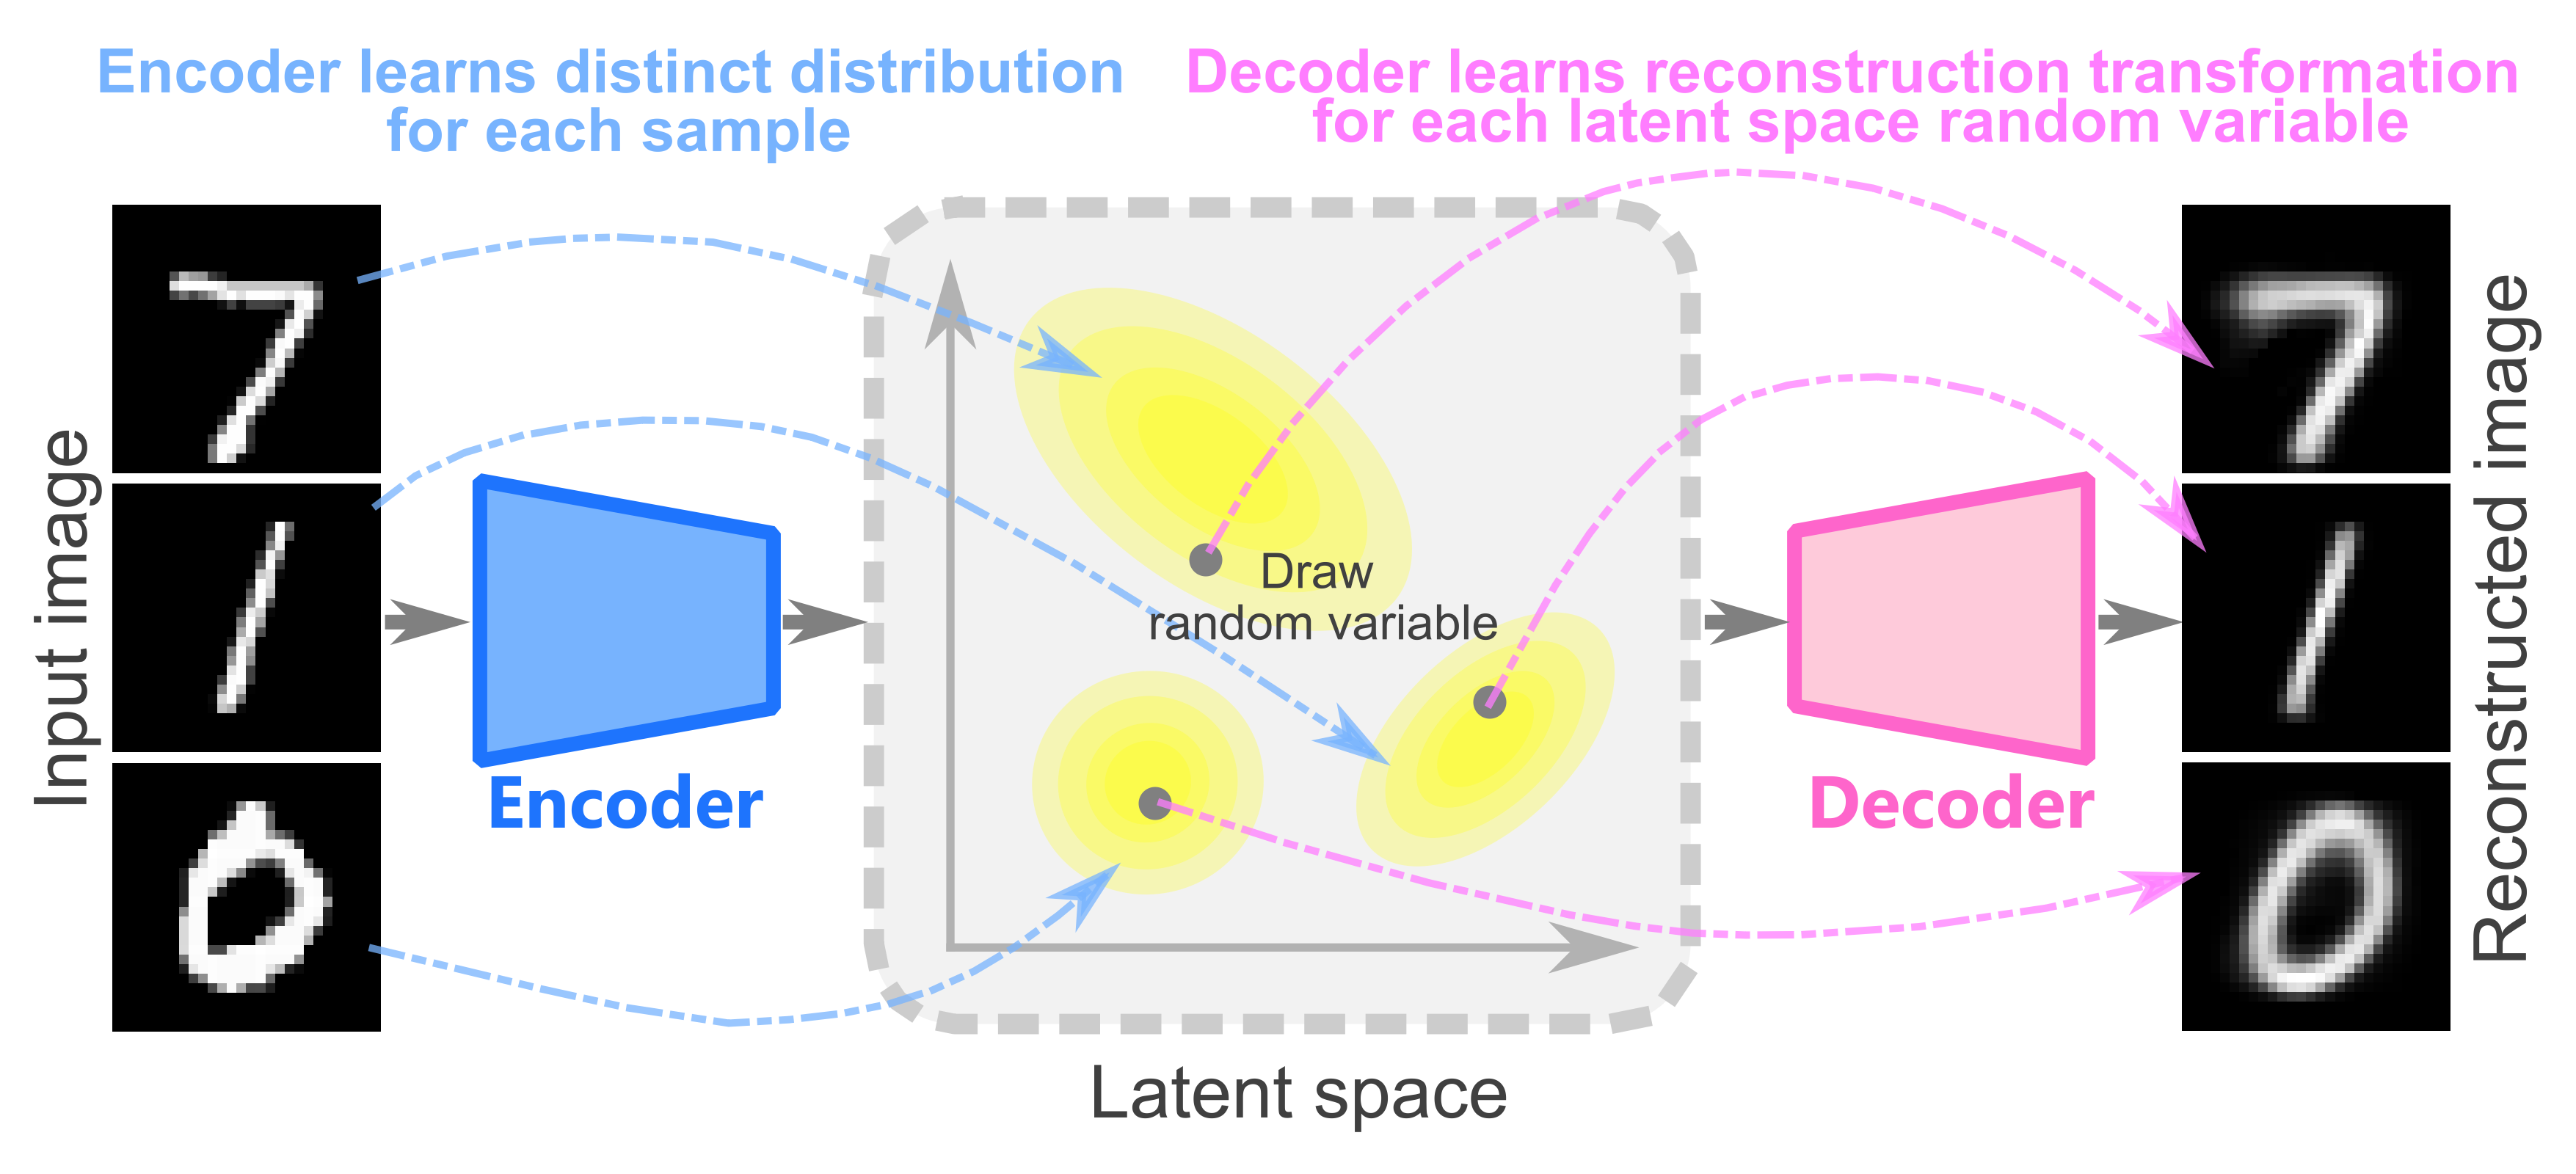 Encoder learns distinct distribution
for each sample
Decoder learns reconstruction transformation
for each latent space random variable
Input image
7
1
0
Encoder
Draw
random variable
Latent space
Decoder
7
1
0
Reconstructed image